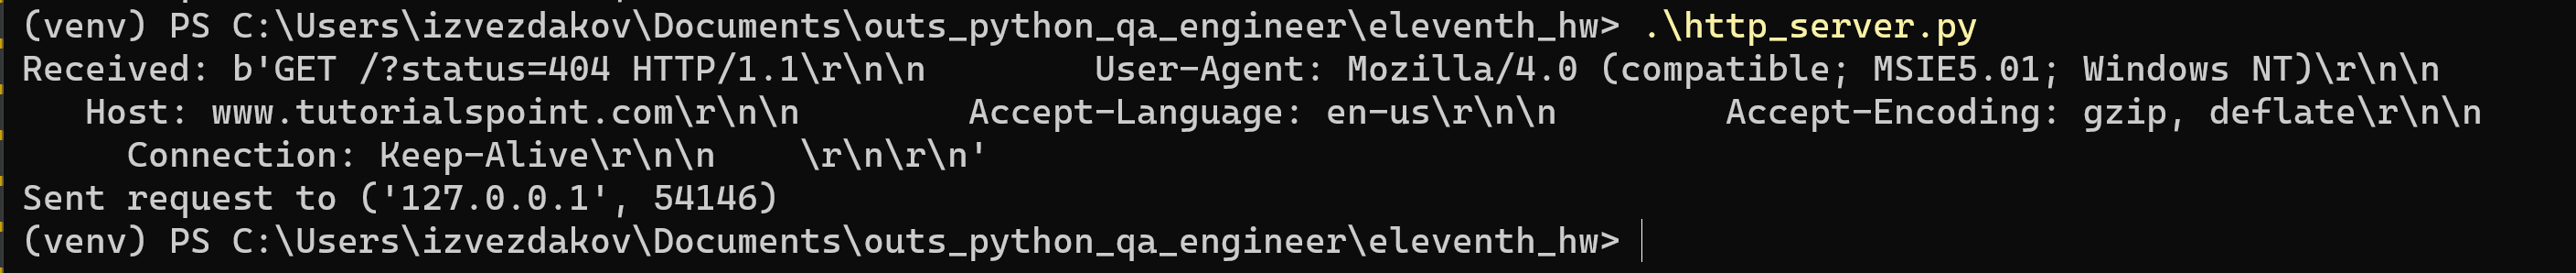 (venv) PS C:\Users\izvezdakov\Documents\outs_python_qa_engineer\eleventh_hw> .\http_server.py
Received: b'GET /?status=404 HTTP/1.1\r\n\n        User-Agent: Mozilla/4.0 (compatible; MSIE5.01; Windows NT)\r\n\n
   Host: www.tutorialspoint.com\r\n\n        Accept-Language: en-us\r\n\n        Accept-Encoding: gzip, deflate\r\n\n
     Connection: Keep-Alive\r\n\n    \r\n\r\n'
Sent request to ('127.0.0.1', 54146)
(venv) PS C:\Users\izvezdakov\Documents\outs_python_qa_engineer\eleventh_hw>